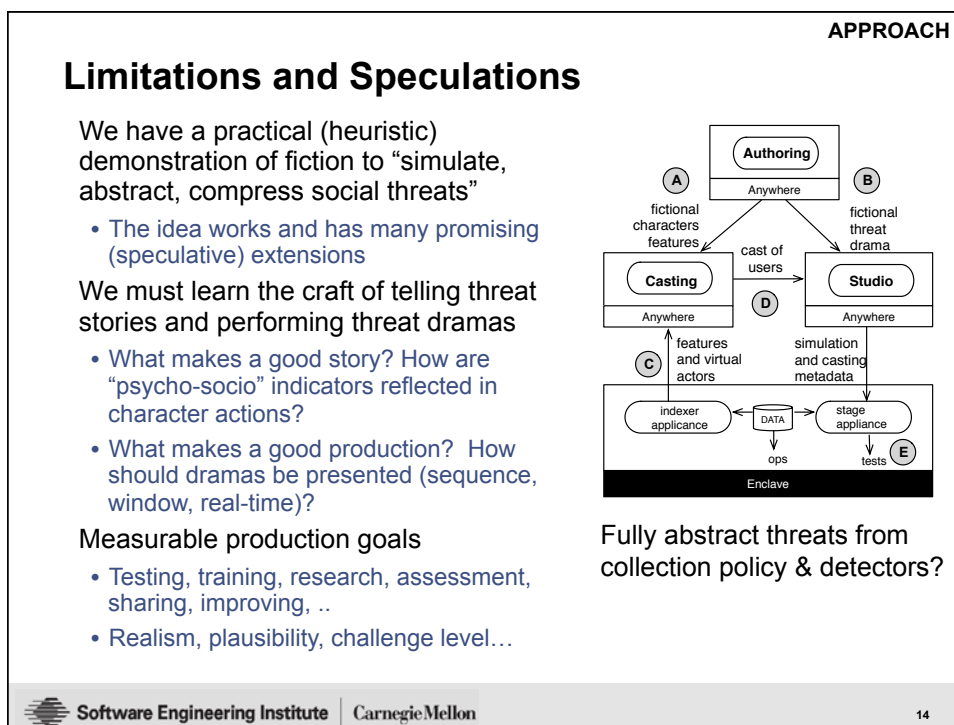 APPROACH
Limitations and Speculations
We have a practical (heuristic)
demonstration of fiction to “simulate,
abstract, compress social threats”
• The idea works and has many promising
(speculative) extensions
We must learn the craft of telling threat
stories and performing threat dramas
• What makes a good story? How are
“psycho-socio” indicators reflected in
character actions?
• What makes a good production? How
should dramas be presented (sequence,
window, real-time)?
Measurable production goals
• Testing, training, research, assessment,
sharing, improving, ..
• Realism, plausibility, challenge level…
Authoring
Anywhere
A
B
fictional
characters
features
fictional
threat
drama
cast of
users
Casting
Anywhere
D
Studio
Anywhere
C
features
and virtual
actors
simulation
and casting
metadata
indexer
applicance
DATA
stage
appliance
ops
tests
E
Enclave
Fully abstract threats from
collection policy & detectors?
Software Engineering Institute
Carnegie Mellon
14